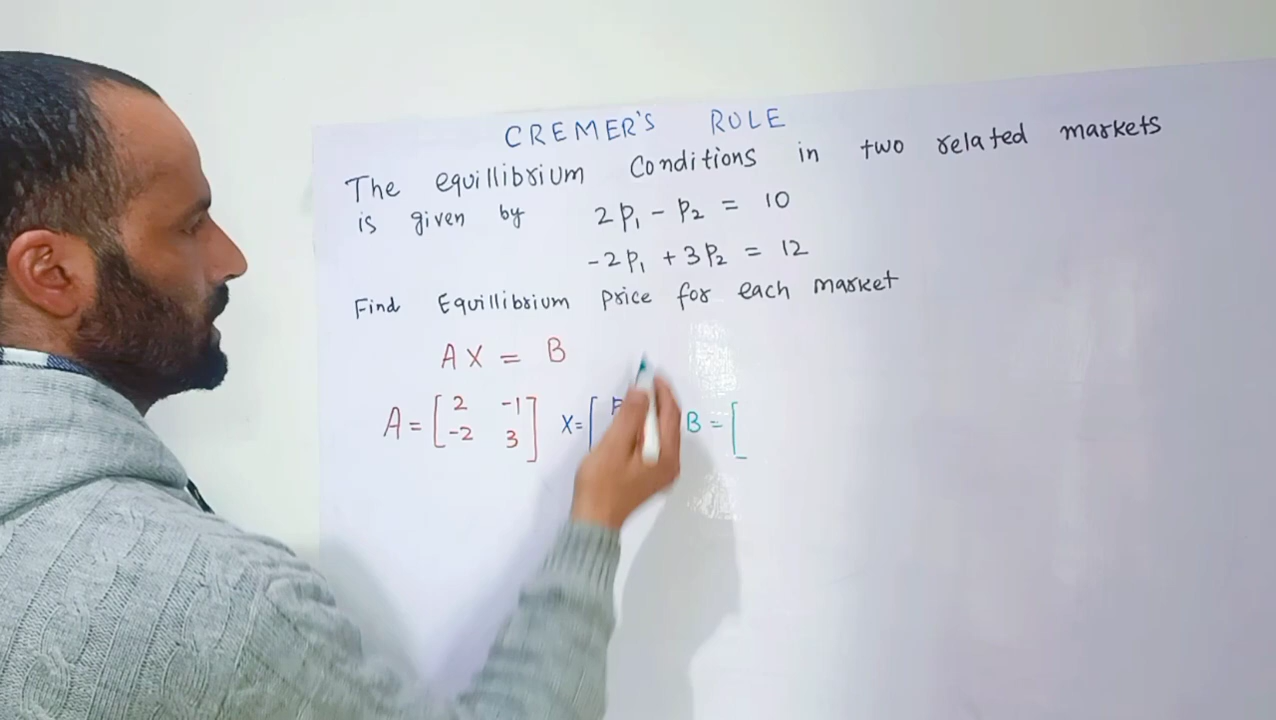 CREMER'S RULE
The equillibrium Conditions in two related markets
is given by 2P₁ - P₂ = 10
-2P₁ + 3P₂ = 12
Find Equillibrium Price for each market
AX = B
A = [2 -1 X = [ B = [
-2 3]